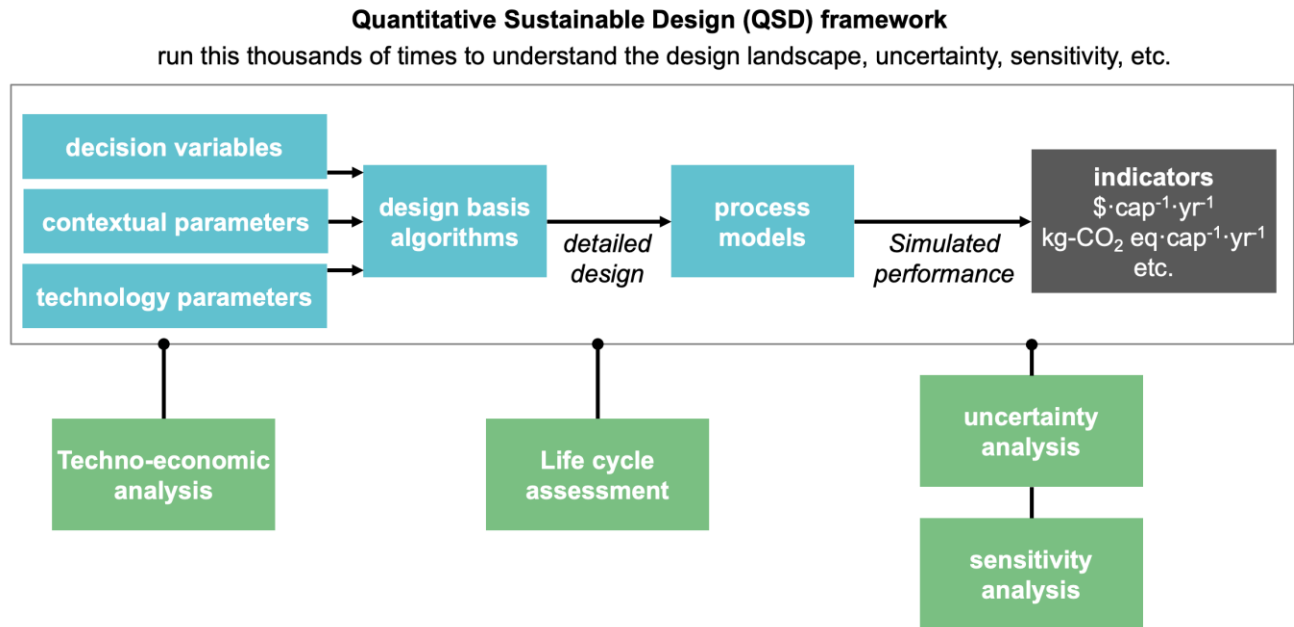 Quantitative Sustainable Design (QSD) framework
run this thousands of times to understand the design landscape, uncertainty, sensitivity, etc.
decision variables
contextual parameters
technology parameters
design basis
algorithms
detailed
design
process
models
Simulated
performance
indicators
$·cap⁻¹·yr⁻¹
kg-CO₂ eq·cap⁻¹·yr⁻¹
etc.
Techno-economic
analysis
Life cycle
assessment
uncertainty
analysis
sensitivity
analysis